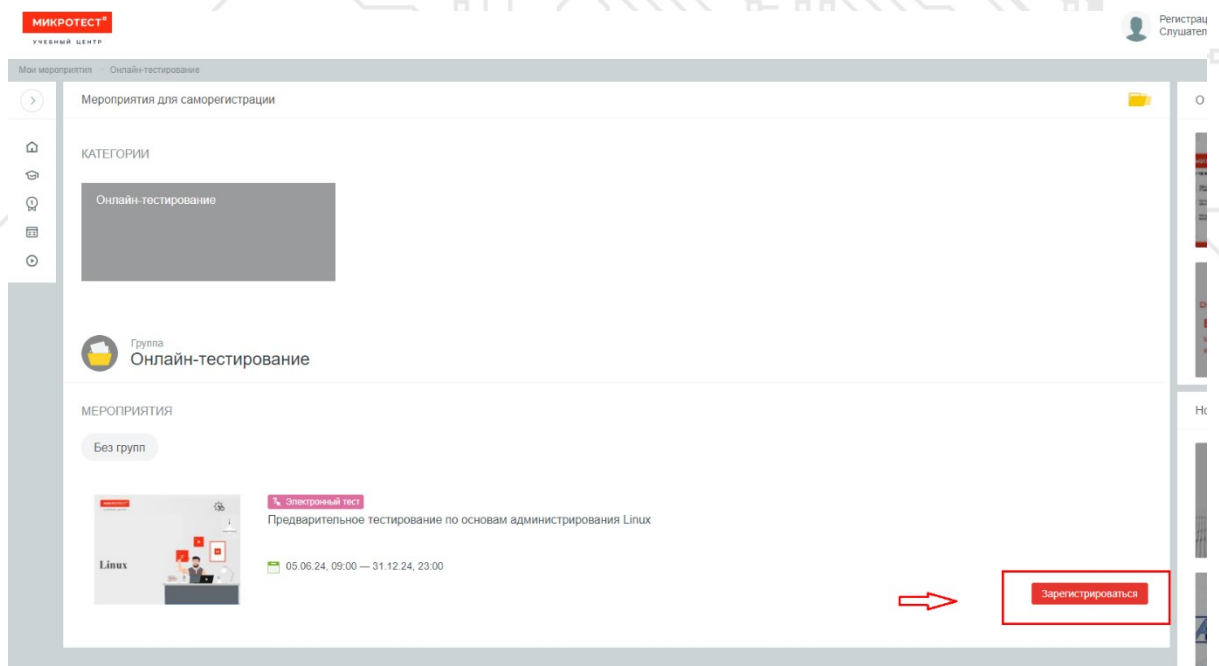 МИКРОТЕСТ®
УЧЕБНЫЙ ЦЕНТР
Мои мероприятия
Онлайн-тестирование
Мероприятия для саморегистрации
КАТЕГОРИИ
Онлайн-тестирование
Группа
Онлайн-тестирование
МЕРОПРИЯТИЯ
Без групп
Linux
Электронный тест
Предварительное тестирование по основам администрирования Linux
05.06.24, 09:00 — 31.12.24, 23:00
Зарегистрироваться